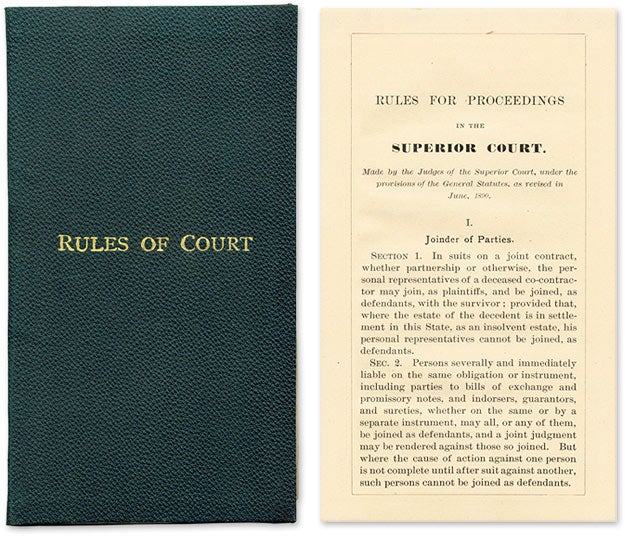 RULES OF COURT
RULES FOR PROCEEDINGS
IN THE
SUPERIOR COURT.
Made by the Judges of the Superior Court, under the
provisions of the General Statutes, as revised in
June, 1890.
I.
Joinder of Parties.
SECTION 1. In suits on a joint contract,
whether partnership or otherwise, the per-
sonal representatives of a deceased co-contrac-
tor may join, as plaintiffs, and be joined, as
defendants, with the survivor; provided that,
where the estate of the decedent is in settle-
ment in this State, as an insolvent estate, his
personal representatives cannot be joined, as
defendants.
SEC. 2. Persons severally and immediately
liable on the same obligation or instrument,
including parties to bills of exchange and
promissory notes, and indorsers, guarantors,
and sureties, whether on the same or by a
separate instrument, may all, or any of them,
be joined as defendants, and a joint judgment
may be rendered against those so joined. But
where the cause of action against one person
is not complete until after suit against another,
such persons cannot be joined as defendants.